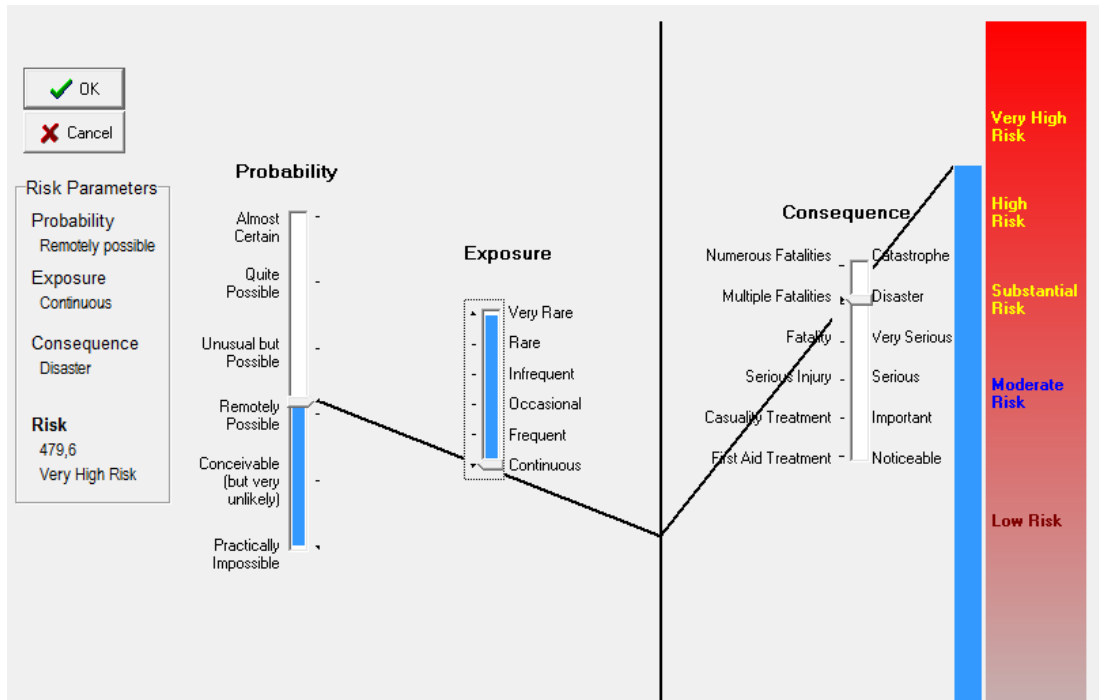 OK
Cancel
Risk Parameters
Probability
Remotely possible
Exposure
Continuous
Consequence
Disaster
Risk
479,6
Very High Risk
Probability
Almost
Certain
Quite
Possible
Unusual but
Possible
Remotely
Possible
Conceivable
(but very
unlikely)
Practically
Impossible
Exposure
Very Rare
Rare
Infrequent
Occasional
Frequent
Continuous
Consequence
Numerous Fatalities
Multiple Fatalities
Fatality
Serious Injury
Casuality Treatment
First Aid Treatment
Catastrophe
Disaster
Very Serious
Serious
Important
Noticeable
Very High
Risk
High
Risk
Substantial
Risk
Moderate
Risk
Low Risk